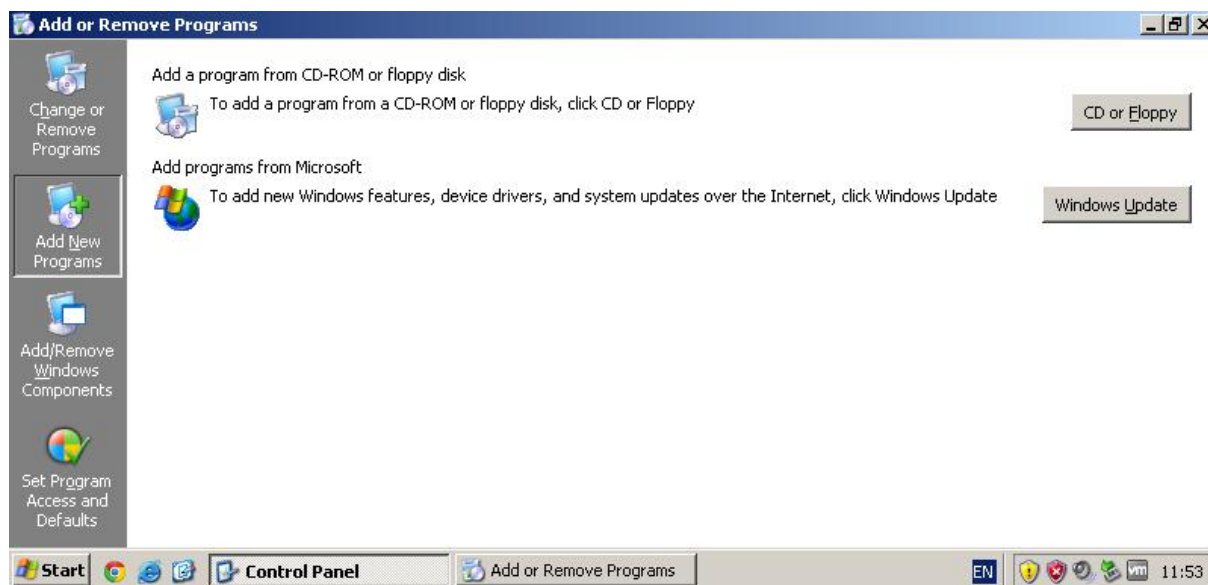 Add or Remove Programs
Change or
Remove
Programs
Add New
Programs
Add/Remove
Windows
Components
Set Program
Access and
Defaults
Add a program from CD-ROM or floppy disk
To add a program from a CD-ROM or floppy disk, click CD or Floppy
CD or Floppy
Add programs from Microsoft
To add new Windows features, device drivers, and system updates over the Internet, click Windows Update
Windows Update
Start
Control Panel
Add or Remove Programs
EN
vm
11:53